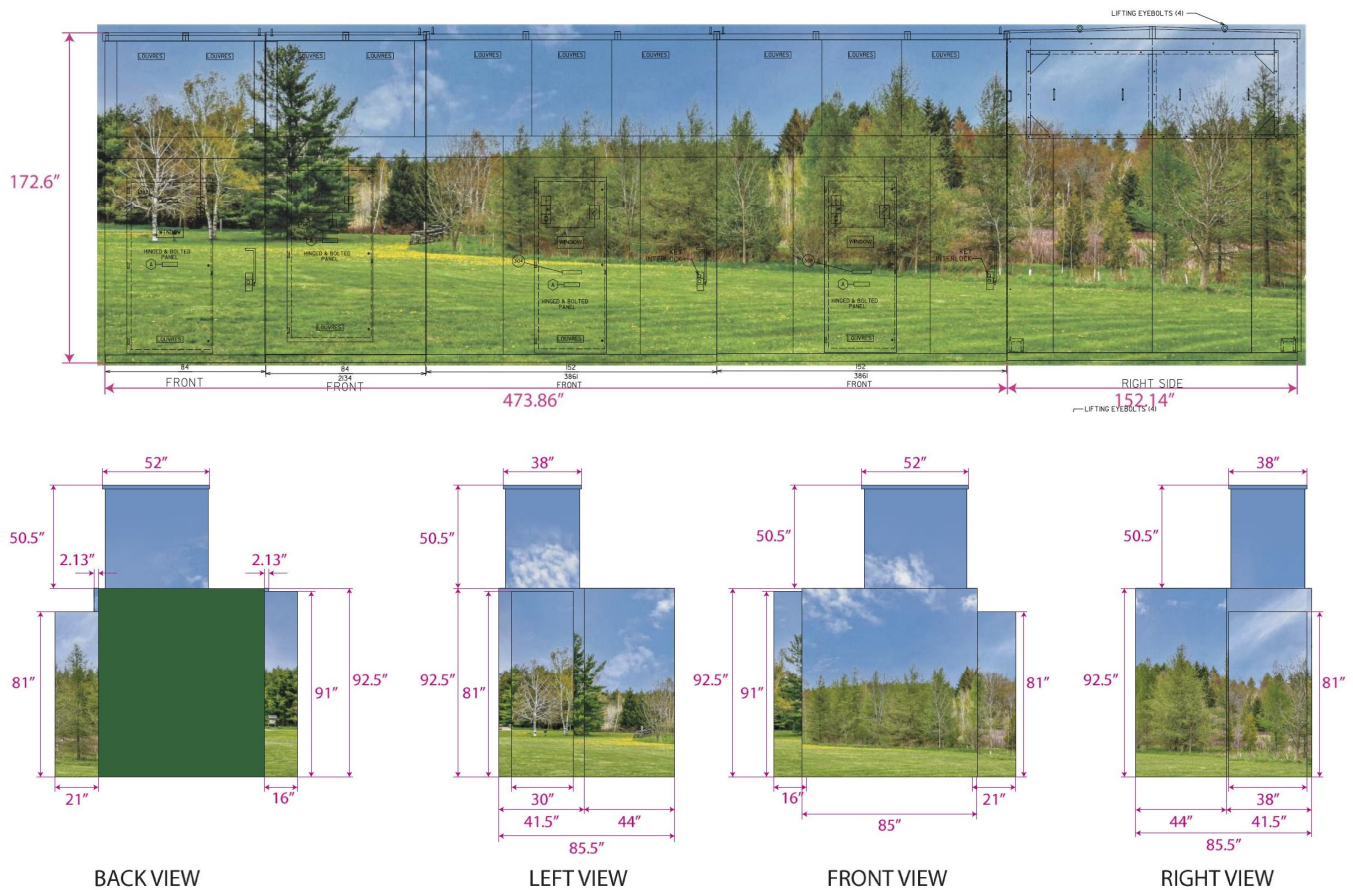 LIFTING EYEBOLTS (4)
LOUVRES LOUVRES LOUVRES LOUVRES LOUVRES LOUVRES LOUVRES LOUVRES LOUVRES LOUVRES
172.6”
WINDOW WINDOW WINDOW
HINGED & BOLTED
PANEL
A
HINGED & BOLTED
PANEL
A
KEY
INTERLOCK
KEY
INTERLOCK
A
HINGED & BOLTED
PANEL
A
HINGED & BOLTED
PANEL
LOUVRES LOUVRES LOUVRES LOUVRES
84
FRONT
84
2134
FRONT
152
3861
FRONT
152
3861
FRONT
RIGHT SIDE
473.86”
152.14”
LIFTING EYEBOLTS (4)
52” 38” 52” 38”
50.5” 50.5” 50.5” 50.5”
2.13” 2.13”
81” 91” 92.5” 92.5” 81” 92.5” 91” 81” 92.5” 81”
21” 16” 30” 16” 21” 38”
41.5” 44” 85” 44” 41.5”
85.5” 85.5”
BACK VIEW LEFT VIEW FRONT VIEW RIGHT VIEW